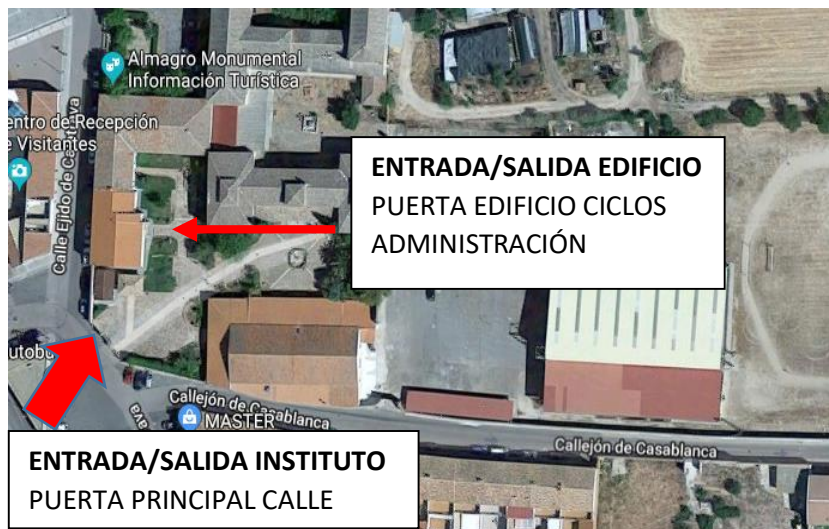 Almagro Monumental
Información Turística
entro de Recepción
e Visitantes
Calle Ejido de Calatrava
ENTRADA/SALIDA EDIFICIO
PUERTA EDIFICIO CICLOS
ADMINISTRACIÓN
utobu
ava
Callejón de Casablanca
MASTER
Callejón de Casablanca
ENTRADA/SALIDA INSTITUTO
PUERTA PRINCIPAL CALLE